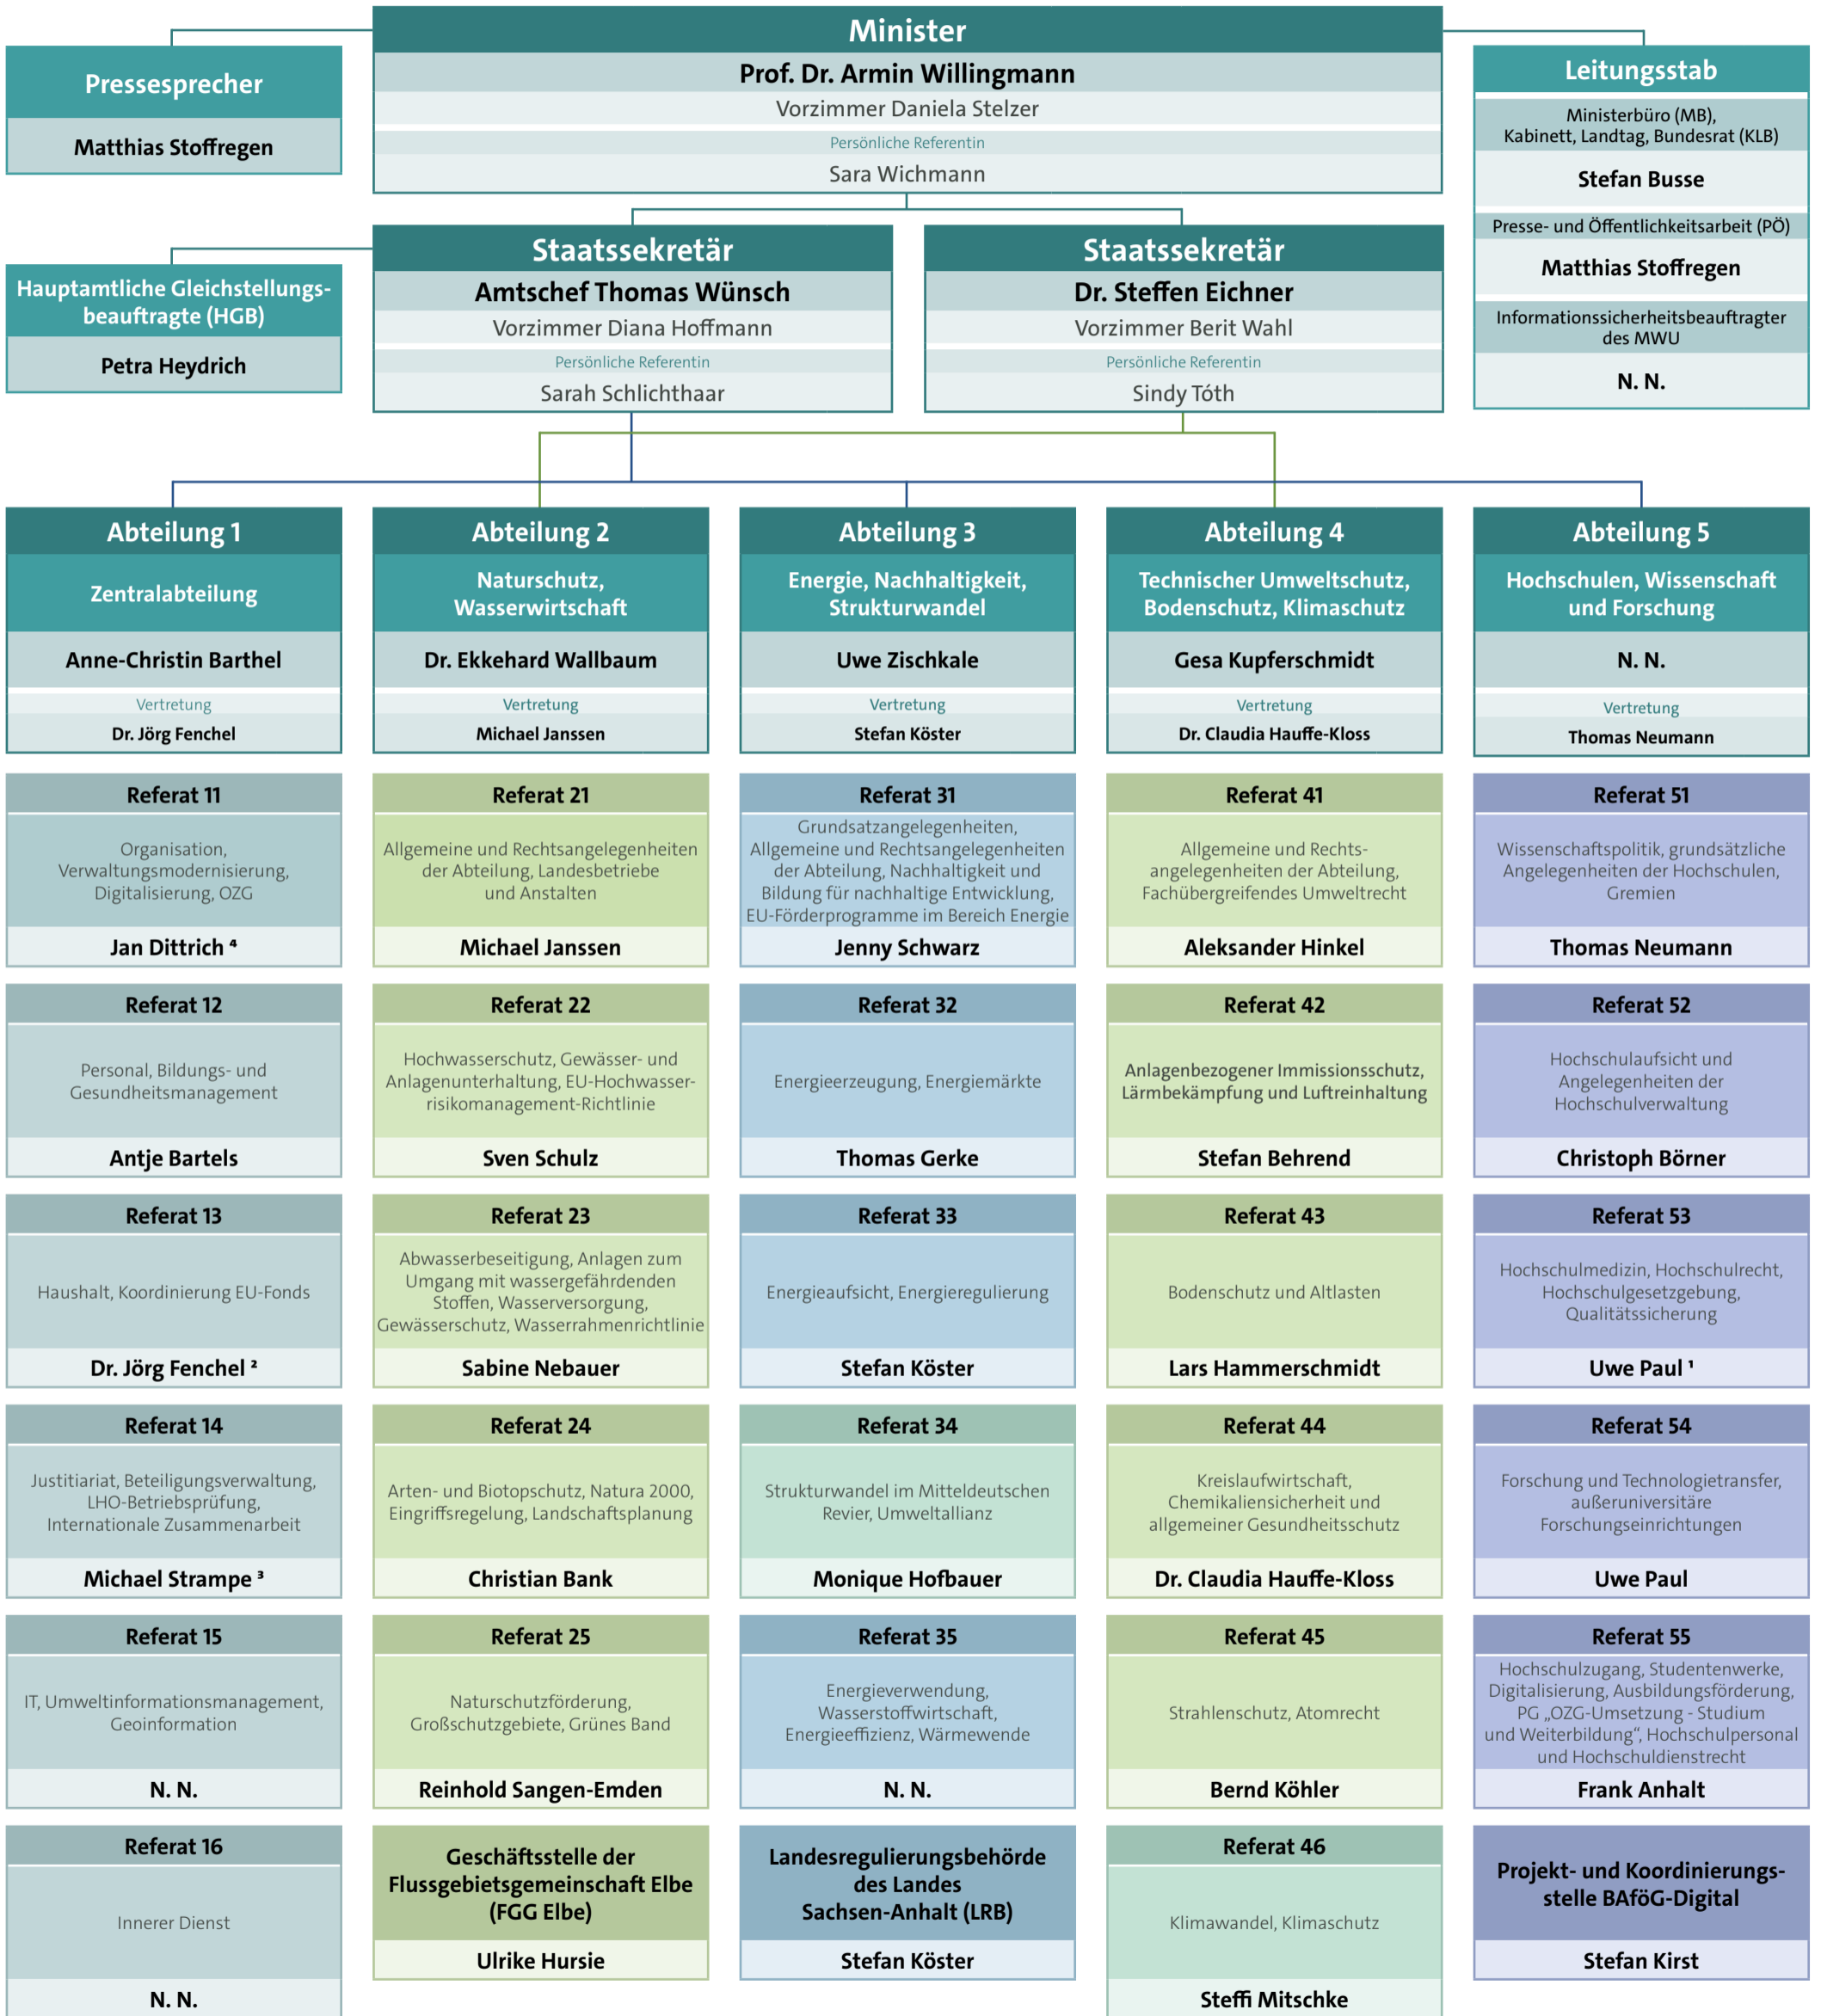 Minister
Prof. Dr. Armin Willingmann
Vorzimmer Daniela Stelzer
Persönliche Referentin
Sara Wichmann
Pressesprecher
Matthias Stoffregen
Leitungsstab
Ministerbüro (MB),
Kabinett, Landtag, Bundesrat (KLB)
Stefan Busse
Presse- und Öffentlichkeitsarbeit (PÖ)
Matthias Stoffregen
Informationssicherheitsbeauftragter
des MWU
N. N.
Hauptamtliche Gleichstellungs-
beauftragte (HGB)
Petra Heydrich
Staatssekretär
Amtschef Thomas Wünsch
Vorzimmer Diana Hoffmann
Persönliche Referentin
Sarah Schlichthaar
Staatssekretär
Dr. Steffen Eichner
Vorzimmer Berit Wahl
Persönliche Referentin
Sindy Tóth
Abteilung 1
Zentralabteilung
Anne-Christin Barthel
Vertretung
Dr. Jörg Fenchel
Referat 11
Organisation,
Verwaltungsmodernisierung,
Digitalisierung, OZG
Jan Dittrich ⁴
Referat 12
Personal, Bildungs- und
Gesundheitsmanagement
Antje Bartels
Referat 13
Haushalt, Koordinierung EU-Fonds
Dr. Jörg Fenchel ²
Referat 14
Justitiariat, Beteiligungsverwaltung,
LHO-Betriebsprüfung,
Internationale Zusammenarbeit
Michael Strampe ³
Referat 15
IT, Umweltinformationsmanagement,
Geoinformation
N. N.
Referat 16
Innerer Dienst
N. N.
Abteilung 2
Naturschutz,
Wasserwirtschaft
Dr. Ekkehard Wallbaum
Vertretung
Michael Janssen
Referat 21
Allgemeine und Rechtsangelegenheiten
der Abteilung, Landesbetriebe
und Anstalten
Michael Janssen
Referat 22
Hochwasserschutz, Gewässer- und
Anlagenunterhaltung, EU-Hochwasser-
risikomanagement-Richtlinie
Sven Schulz
Referat 23
Abwasserbeseitigung, Anlagen zum
Umgang mit wassergefährdenden
Stoffen, Wasserversorgung,
Gewässerschutz, Wasserrahmenrichtlinie
Sabine Nebauer
Referat 24
Arten- und Biotopschutz, Natura 2000,
Eingriffsregelung, Landschaftsplanung
Christian Bank
Referat 25
Naturschutzförderung,
Großschutzgebiete, Grünes Band
Reinhold Sangen-Emden
Geschäftsstelle der
Flussgebietsgemeinschaft Elbe
(FGG Elbe)
Ulrike Hursie
Abteilung 3
Energie, Nachhaltigkeit,
Strukturwandel
Uwe Zischkale
Vertretung
Stefan Köster
Referat 31
Grundsatzangelegenheiten,
Allgemeine und Rechtsangelegenheiten
der Abteilung, Nachhaltigkeit und
Bildung für nachhaltige Entwicklung,
EU-Förderprogramme im Bereich Energie
Jenny Schwarz
Referat 32
Energieerzeugung, Energiemärkte
Thomas Gerke
Referat 33
Energieaufsicht, Energieregulierung
Stefan Köster
Referat 34
Strukturwandel im Mitteldeutschen
Revier, Umweltallianz
Monique Hofbauer
Referat 35
Energieverwendung,
Wasserstoffwirtschaft,
Energieeffizienz, Wärmewende
N. N.
Landesregulierungsbehörde
des Landes
Sachsen-Anhalt (LRB)
Stefan Köster
Abteilung 4
Technischer Umweltschutz,
Bodenschutz, Klimaschutz
Gesa Kupferschmidt
Vertretung
Dr. Claudia Hauffe-Kloss
Referat 41
Allgemeine und Rechts-
angelegenheiten der Abteilung,
Fachübergreifendes Umweltrecht
Aleksander Hinkel
Referat 42
Anlagenbezogener Immissionsschutz,
Lärmbekämpfung und Luftreinhaltung
Stefan Behrend
Referat 43
Bodenschutz und Altlasten
Lars Hammerschmidt
Referat 44
Kreislaufwirtschaft,
Chemikaliensicherheit und
allgemeiner Gesundheitsschutz
Dr. Claudia Hauffe-Kloss
Referat 45
Strahlenschutz, Atomrecht
Bernd Köhler
Referat 46
Klimawandel, Klimaschutz
Steffi Mitschke
Abteilung 5
Hochschulen, Wissenschaft
und Forschung
N. N.
Vertretung
Thomas Neumann
Referat 51
Wissenschaftspolitik, grundsätzliche
Angelegenheiten der Hochschulen,
Gremien
Thomas Neumann
Referat 52
Hochschulaufsicht und
Angelegenheiten der
Hochschulverwaltung
Christoph Börner
Referat 53
Hochschulmedizin, Hochschulrecht,
Hochschulgesetzgebung,
Qualitätssicherung
Uwe Paul ¹
Referat 54
Forschung und Technologietransfer,
außeruniversitäre
Forschungseinrichtungen
Uwe Paul
Referat 55
Hochschulzugang, Studentenwerke,
Digitalisierung, Ausbildungsförderung,
PG „OZG-Umsetzung - Studium
und Weiterbildung“, Hochschulpersonal
und Hochschuldienstrecht
Frank Anhalt
Projekt- und Koordinierungs-
stelle BAföG-Digital
Stefan Kirst